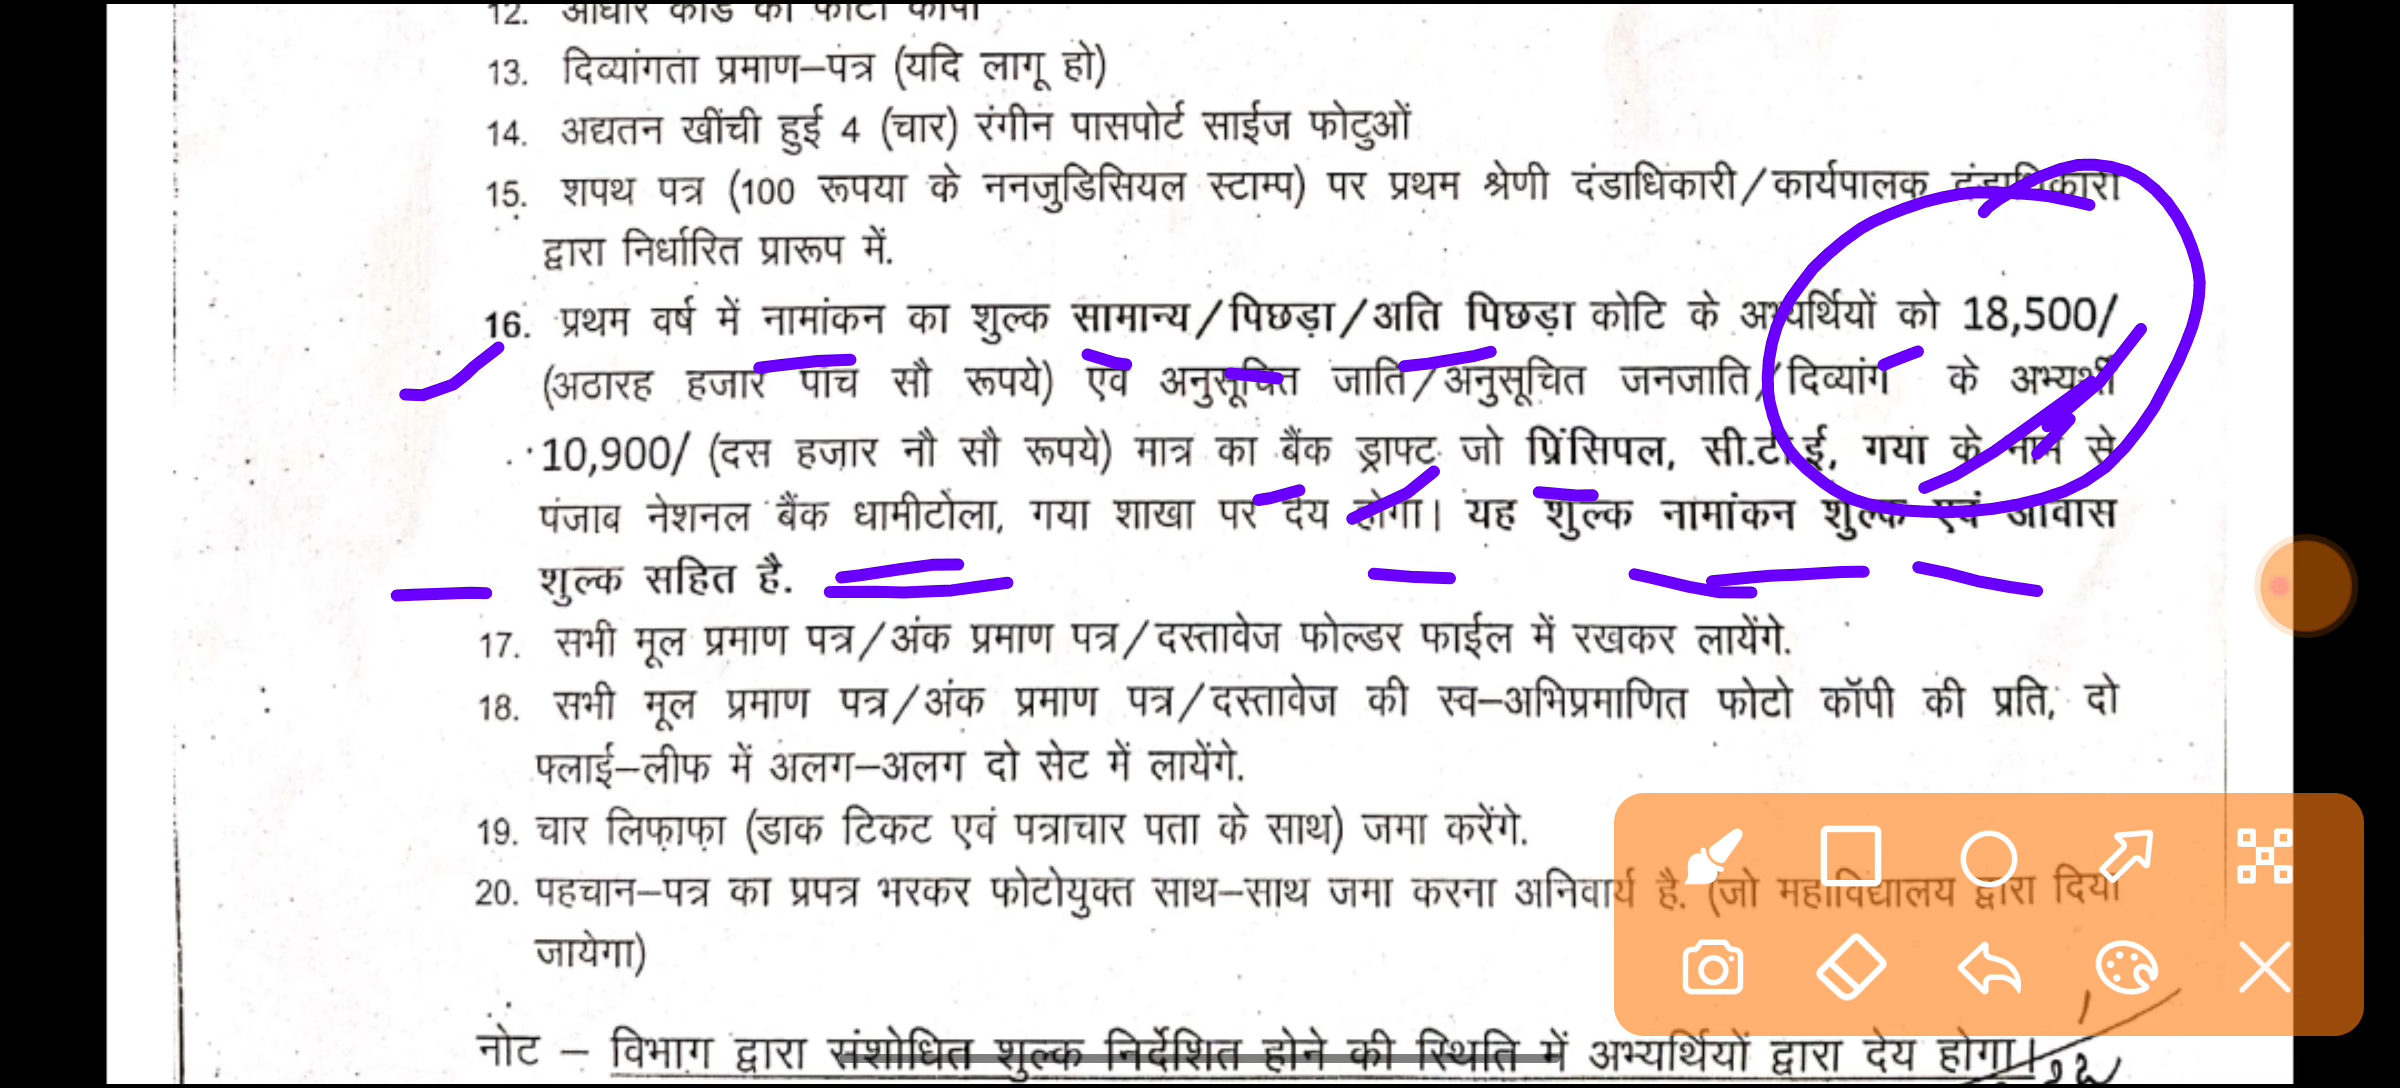 12. आधार कार्ड की फोटो कॉपी
13. दिव्यांगता प्रमाण–पत्र (यदि लागू हो)
14. अद्यतन खींची हुई 4 (चार) रंगीन पासपोर्ट साईज फोटुओं
15. शपथ पत्र (100 रूपया के ननजुडिसियल स्टाम्प) पर प्रथम श्रेणी दंडाधिकारी/कार्यपालक दंडाधिकारी
द्वारा निर्धारित प्रारूप में.
16. प्रथम वर्ष में नामांकन का शुल्क सामान्य/पिछड़ा/अति पिछड़ा कोटि के अभ्यर्थियों को 18,500/
(अठारह हजार पांच सौ रूपये) एवं अनुसूचित जाति/अनुसूचित जनजाति/दिव्यांग के अभ्यर्थी
10,900/ (दस हजार नौ सौ रूपये) मात्र का बैंक ड्राफ्ट जो प्रिंसिपल, सी.टी.ई, गया के नाम से
पंजाब नेशनल बैंक धामीटोला, गया शाखा पर देय होगा| यह शुल्क नामांकन शुल्क एवं आवास
शुल्क सहित है.
17. सभी मूल प्रमाण पत्र/अंक प्रमाण पत्र/दस्तावेज फोल्डर फाईल में रखकर लायेंगे.
18. सभी मूल प्रमाण पत्र/अंक प्रमाण पत्र/दस्तावेज की स्व–अभिप्रमाणित फोटो कॉपी की प्रति, दो
फ्लाई–लीफ में अलग–अलग दो सेट में लायेंगे.
19. चार लिफ़ाफ़ा (डाक टिकट एवं पत्राचार पता के साथ) जमा करेंगे.
20. पहचान–पत्र का प्रपत्र भरकर फोटोयुक्त साथ–साथ जमा करना अनिवार्य है. (जो महाविद्यालय द्वारा दिया
जायेगा)
नोट – विभाग द्वारा संशोधित शुल्क निर्देशित होने की स्थिति में अभ्यर्थियों द्वारा देय होगा|